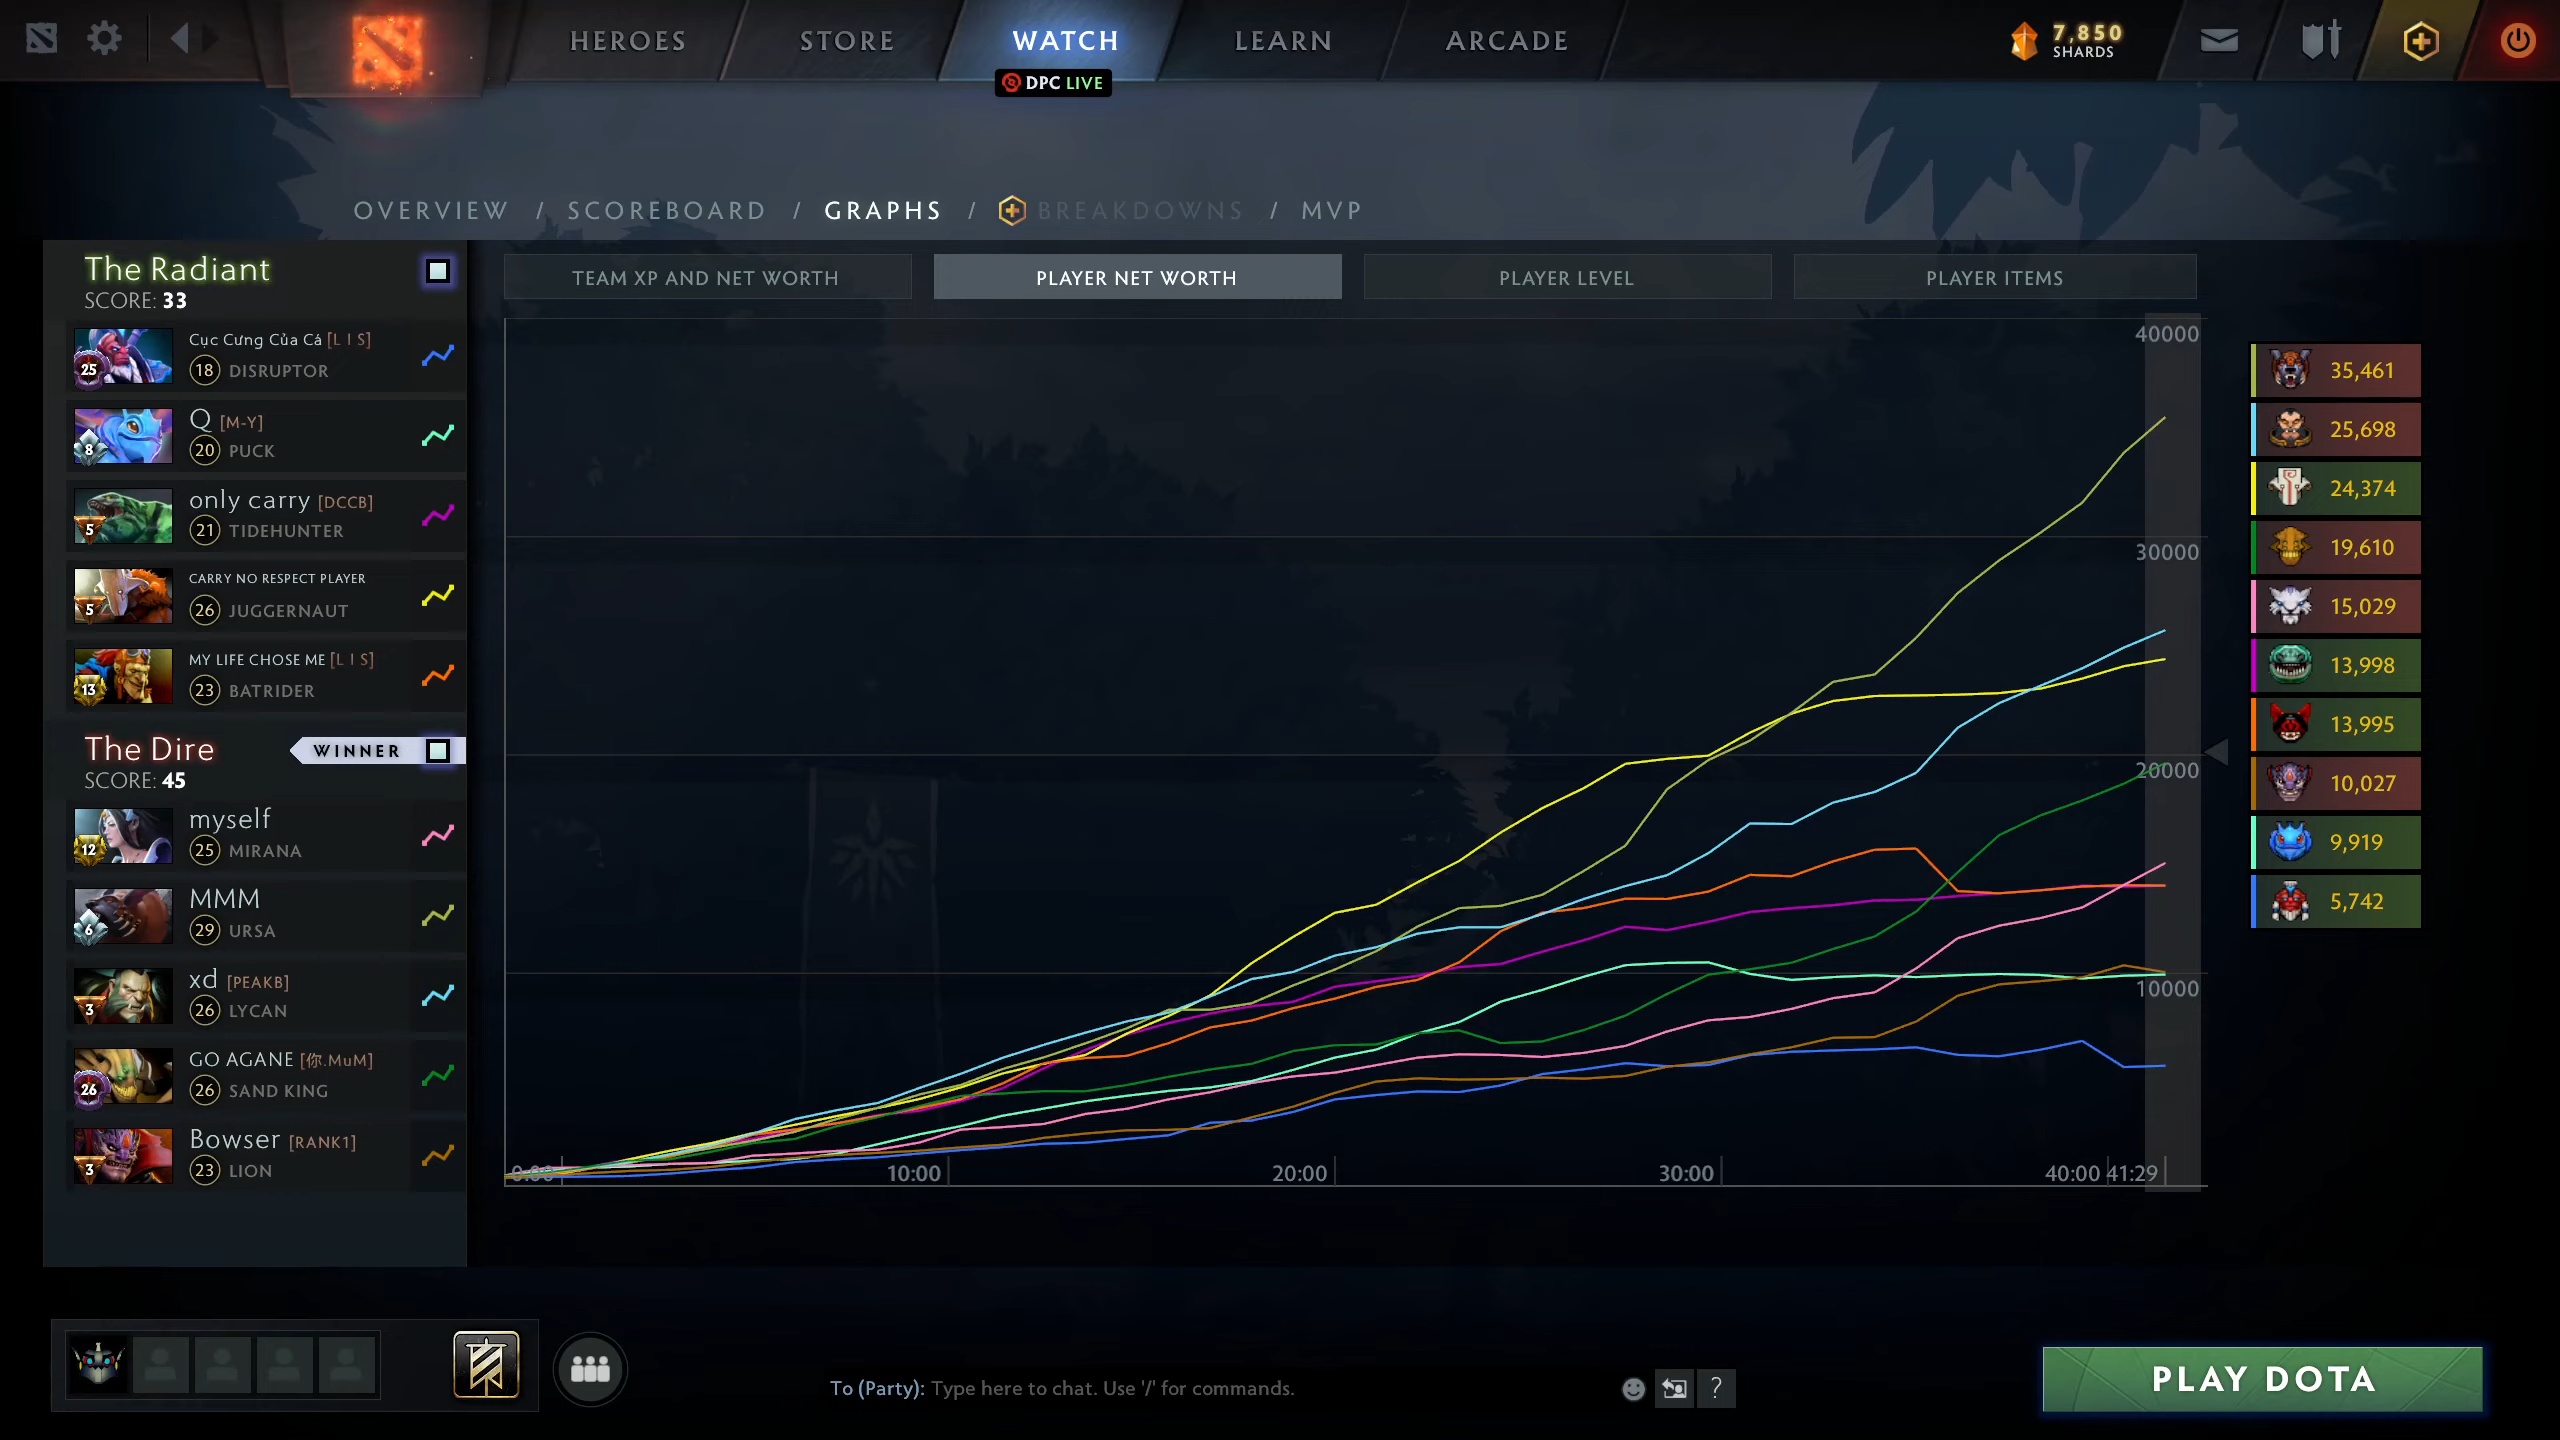 HEROES
STORE
WATCH
LEARN
ARCADE
7,850
SHARDS
DPC LIVE
OVERVIEW / SCOREBOARD / GRAPHS / BREAKDOWNS / MVP
The Radiant
SCORE: 33
25
Cục Cưng Của Cá [L I S]
18 DISRUPTOR
8
Q [M-Y]
20 PUCK
5
only carry [DCCB]
21 TIDEHUNTER
5
CARRY NO RESPECT PLAYER
26 JUGGERNAUT
13
MY LIFE CHOSE ME [L I S]
23 BATRIDER
The Dire
WINNER
SCORE: 45
12
myself
25 MIRANA
6
MMM
29 URSA
3
xd [PEAKB]
26 LYCAN
26
GO AGANE [你.MuM]
26 SAND KING
3
Bowser [RANK1]
23 LION
TEAM XP AND NET WORTH
PLAYER NET WORTH
PLAYER LEVEL
PLAYER ITEMS
40000
30000
20000
10000
0:00
10:00
20:00
30:00
40:00
41:29
35,461
25,698
24,374
19,610
15,029
13,998
13,995
10,027
9,919
5,742
To (Party): Type here to chat. Use '/' for commands.
?
PLAY DOTA